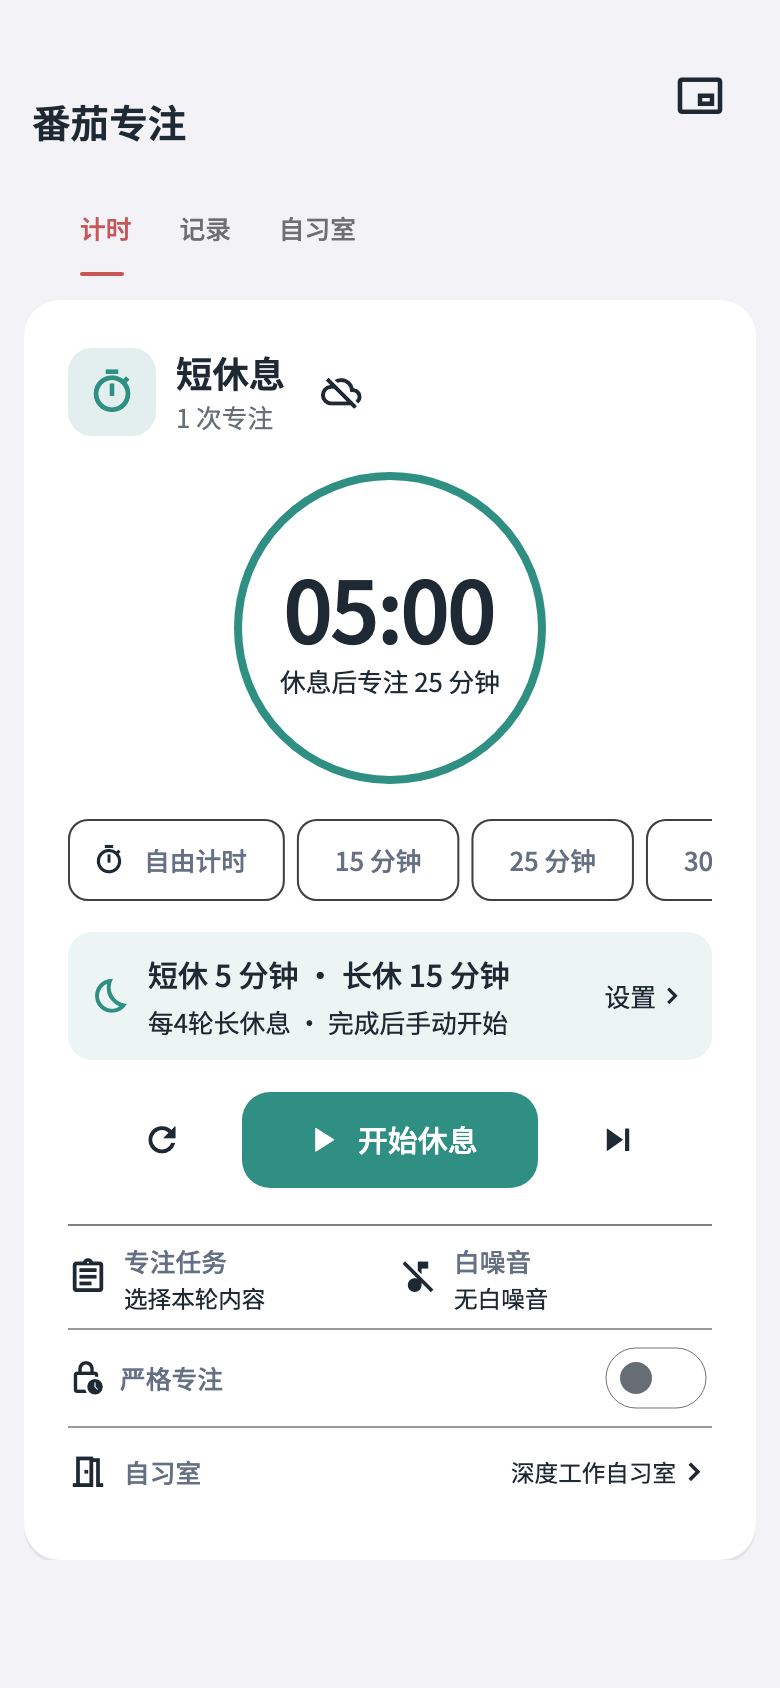 番茄专注
计时 记录 自习室
短休息
1 次专注
05:00
休息后专注 25 分钟
自由计时 15 分钟 25 分钟 30
短休 5 分钟 · 长休 15 分钟
每4轮长休息 · 完成后手动开始
设置
开始休息
专注任务
选择本轮内容
白噪音
无白噪音
严格专注
自习室
深度工作自习室